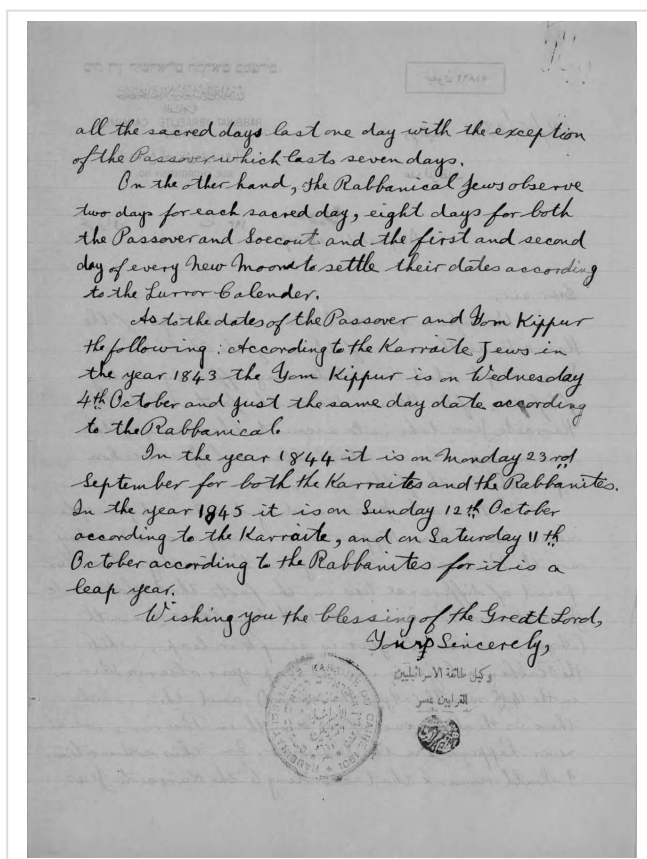 all the sacred days last one day with the exception
of the Passover which lasts seven days.
On the other hand, the Rabbanical Jews observe
two days for each sacred day, eight days for both
the Passover and Soecout and the first and second
day of every New Moon to settle their dates according
to the Lurror Calender.
As to the dates of the Passover and Yom Kippur
the following: According to the Karraite Jews in
the year 1843 the Yom Kippur is on Wednesday
4th October and just the same day date according
to the Rabbanical.
In the year 1844 it is on Monday 23rd
September for both the Karraites and the Rabbanites.
In the year 1845 it is on Sunday 12th October
according to the Karraite, and on Saturday 11th
October according to the Rabbanites for it is a
leap year.
Wishing you the blessing of the Great Lord,
Yours Sincerely,
وكيل طائفة الاسرائيليين
القرايين بمصر
KARAIME DU CAIRE 1901